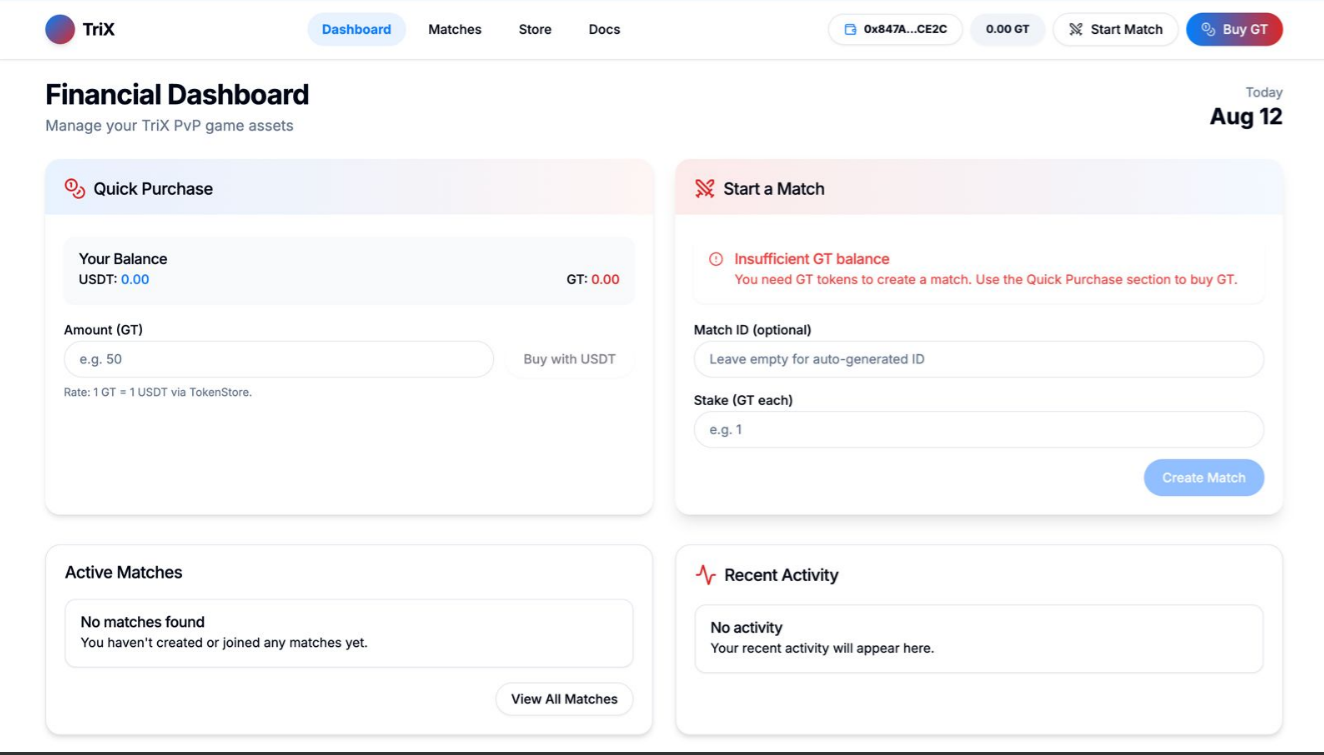 TriX
Dashboard
Matches
Store
Docs
0x847A...CE2C
0.00 GT
Start Match
Buy GT
Financial Dashboard
Manage your TriX PvP game assets
Today
Aug 12
Quick Purchase
Your Balance
USDT: 0.00
GT: 0.00
Amount (GT)
e.g. 50
Buy with USDT
Rate: 1 GT = 1 USDT via TokenStore.
Start a Match
Insufficient GT balance
You need GT tokens to create a match. Use the Quick Purchase section to buy GT.
Match ID (optional)
Leave empty for auto-generated ID
Stake (GT each)
e.g. 1
Create Match
Active Matches
No matches found
You haven't created or joined any matches yet.
View All Matches
Recent Activity
No activity
Your recent activity will appear here.